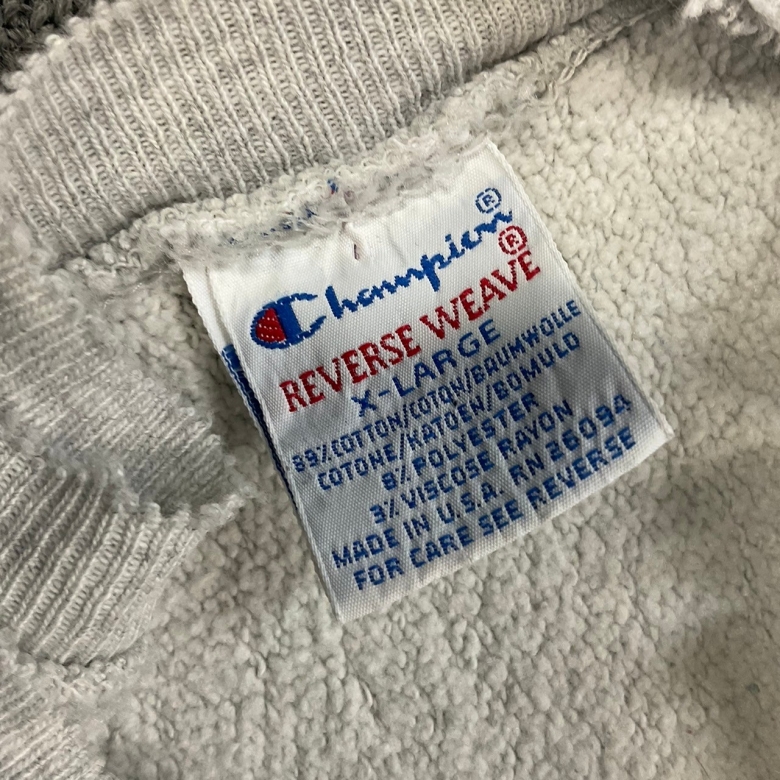 Champion®
REVERSE WEAVE®
X-LARGE
89%COTTON/COTON/BAUMWOLLE
COTONE/KATOEN/BOMULD
8% POLYESTER
3% VISCOSE RAYON
MADE IN U.S.A. RN 26094
FOR CARE SEE REVERSE